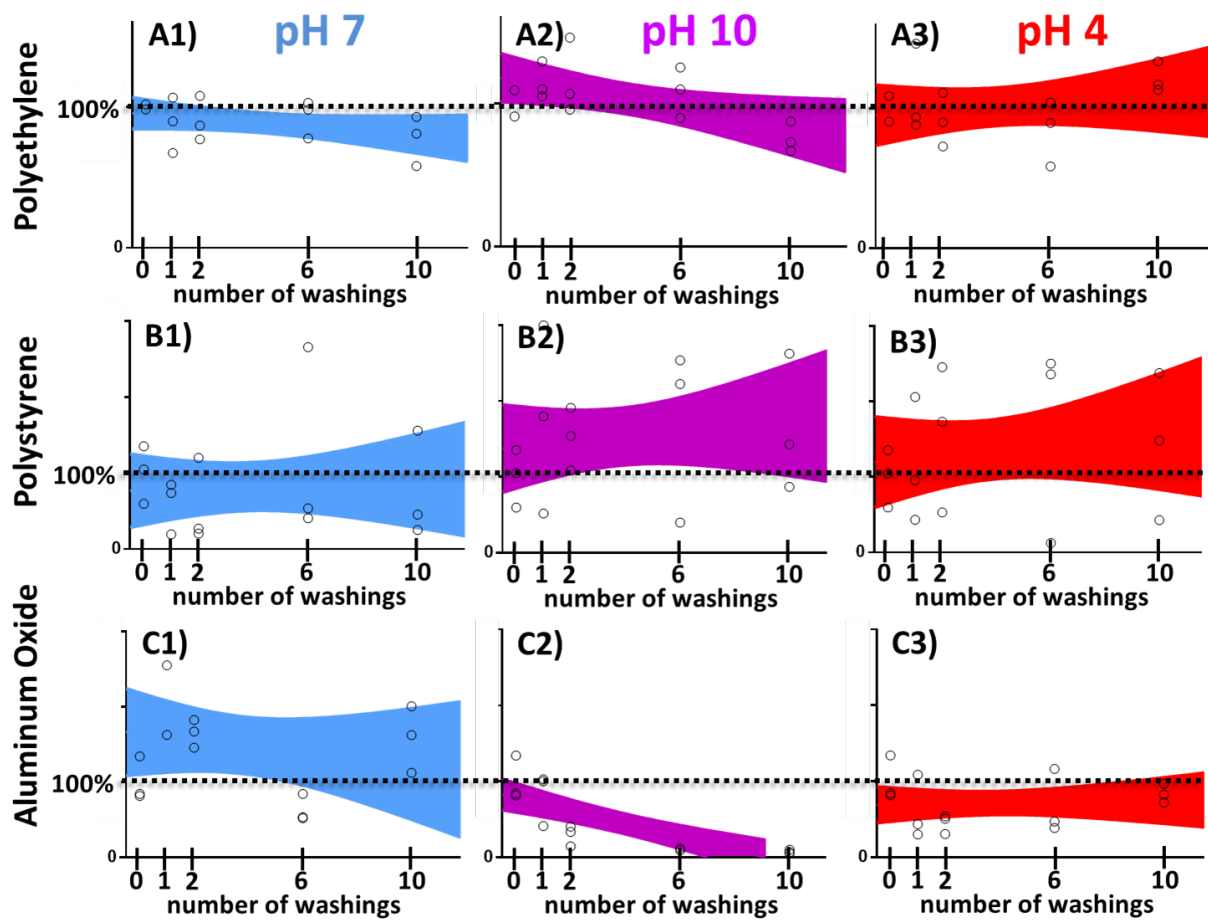 A1) pH 7 A2) pH 10 A3) pH 4
Polyethylene
100%
0 0 0
0 1 2 6 10 0 1 2 6 10 0 1 2 6 10
number of washings number of washings number of washings
B1) B2) B3)
Polystyrene
100%
0 0 0
0 1 2 6 10 0 1 2 6 10 0 1 2 6 10
number of washings number of washings number of washings
C1) C2) C3)
Aluminum Oxide
100%
0 0 0
0 1 2 6 10 0 1 2 6 10 0 1 2 6 10
number of washings number of washings number of washings